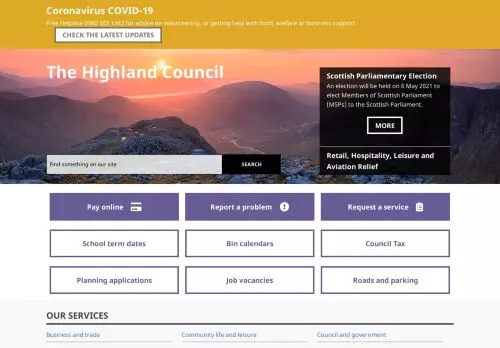 Coronavirus COVID-19
Free Helpline 0300 303 1362 for advice on volunteering, or getting help with food, welfare or business support.
CHECK THE LATEST UPDATES
The Highland Council
Find something on our site
SEARCH
Scottish Parliamentary Election
An election will be held on 6 May 2021 to
elect Members of Scottish Parliament
(MSPs) to the Scottish Parliament.
MORE
Retail, Hospitality, Leisure and
Aviation Relief
Pay online
Report a problem
Request a service
School term dates
Bin calendars
Council Tax
Planning applications
Job vacancies
Roads and parking
OUR SERVICES
Business and trade
Community life and leisure
Council and government